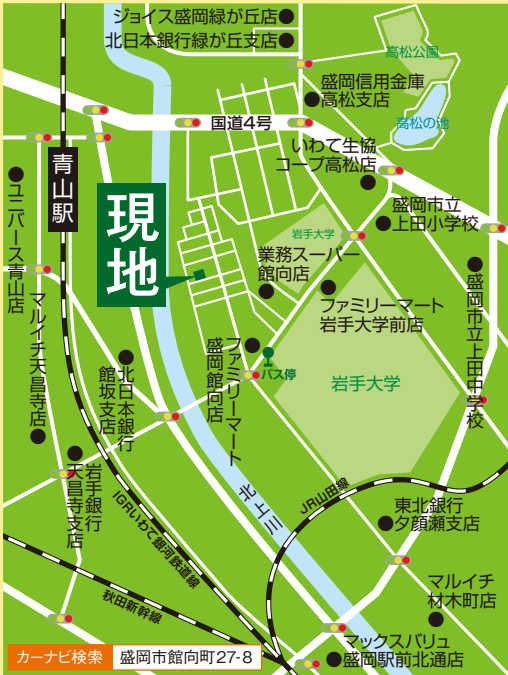 ジョイス盛岡緑が丘店
北日本銀行緑が丘支店
高松公園
盛岡信用金庫
高松支店
高松の池
国道4号
いわて生協
コープ高松店
青山駅
ユニバース青山店
現地
盛岡市立
上田小学校
岩手大学
業務スーパー
館向店
ファミリーマート
岩手大学前店
盛岡市立上田中学校
マルイチ天昌寺店
北日本銀行
館坂支店
ファミリーマート
盛岡館向店
バス停
岩手大学
岩手銀行
天昌寺支店
IGRいわて銀河鉄道線
北上川
JR山田線
東北銀行
夕顔瀬支店
秋田新幹線
マルイチ
材木町店
マックスバリュ
盛岡駅前北通店
カーナビ検索 盛岡市館向町27-8